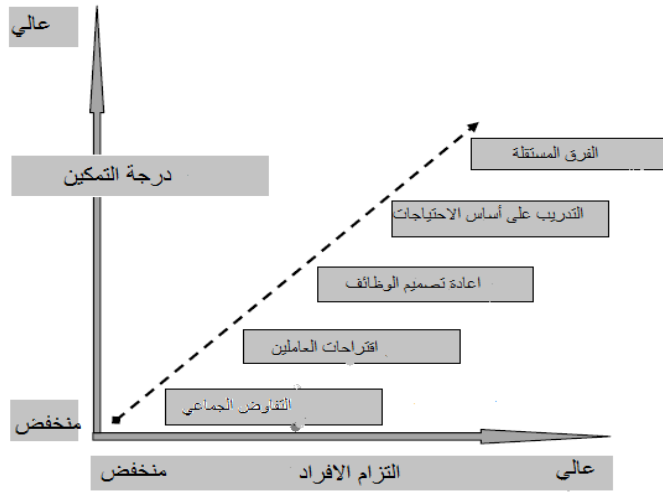 عالي
الفرق المستقلة
درجة التمكين
التدريب على أساس الاحتياجات
اعادة تصميم الوظائف
اقتراحات العاملين
التفاوض الجماعي
منخفض
منخفض
التزام الافراد
عالي